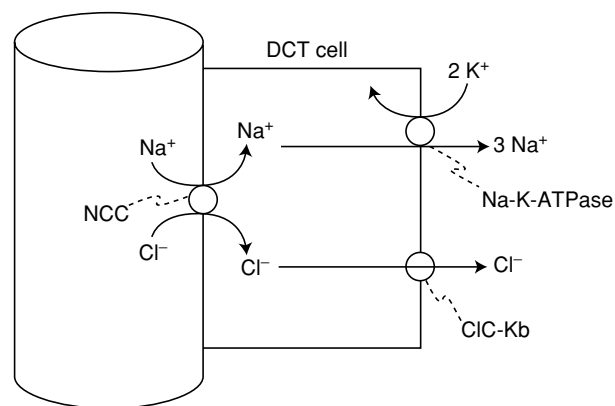 DCT cell
2 K⁺
Na⁺
Na⁺
3 Na⁺
NCC
Na-K-ATPase
Cl⁻
Cl⁻
Cl⁻
ClC-Kb